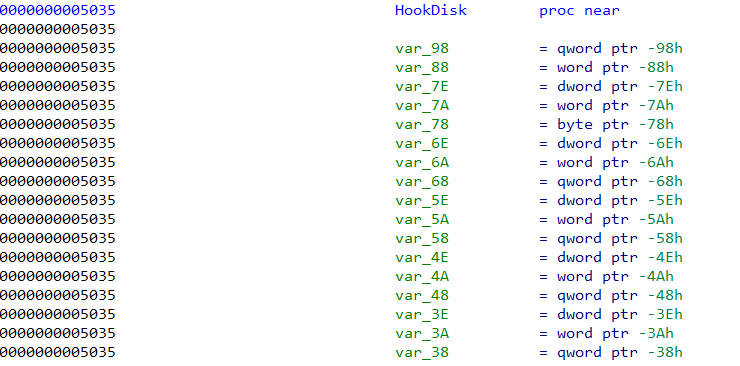 0000000005035 HookDisk proc near
0000000005035
0000000005035 var_98 = qword ptr -98h
0000000005035 var_88 = word ptr -88h
0000000005035 var_7E = dword ptr -7Eh
0000000005035 var_7A = word ptr -7Ah
0000000005035 var_78 = byte ptr -78h
0000000005035 var_6E = dword ptr -6Eh
0000000005035 var_6A = word ptr -6Ah
0000000005035 var_68 = qword ptr -68h
0000000005035 var_5E = dword ptr -5Eh
0000000005035 var_5A = word ptr -5Ah
0000000005035 var_58 = qword ptr -58h
0000000005035 var_4E = dword ptr -4Eh
0000000005035 var_4A = word ptr -4Ah
0000000005035 var_48 = qword ptr -48h
0000000005035 var_3E = dword ptr -3Eh
0000000005035 var_3A = word ptr -3Ah
0000000005035 var_38 = qword ptr -38h